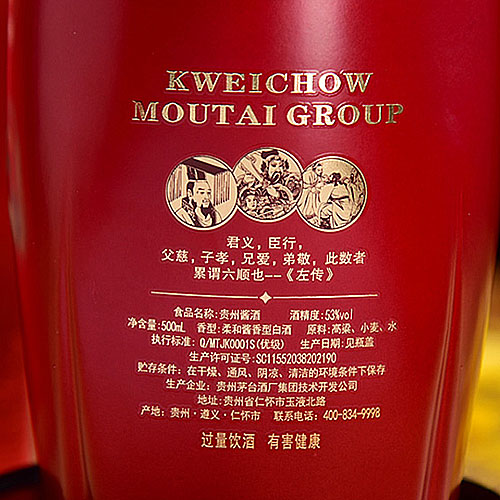 KWEICHOW
MOUTAI GROUP
君义，臣行，
父慈，子孝，兄爱，弟敬，此数者
累谓六顺也--《左传》
食品名称:贵州酱酒 酒精度:53%vol
净含量:500mL 香型:柔和酱香型白酒 原料:高粱、小麦、水
执行标准:Q/MTJK0001S(优级) 生产日期:见瓶盖
生产许可证号:SC11552038202190
贮存条件:在干燥、通风、阴凉、清洁的环境条件下保存
生产企业:贵州茅台酒厂集团技术开发公司
地址:贵州省仁怀市玉液北路
产地:贵州·遵义·仁怀市 联系电话:400-834-9998
过量饮酒 有害健康